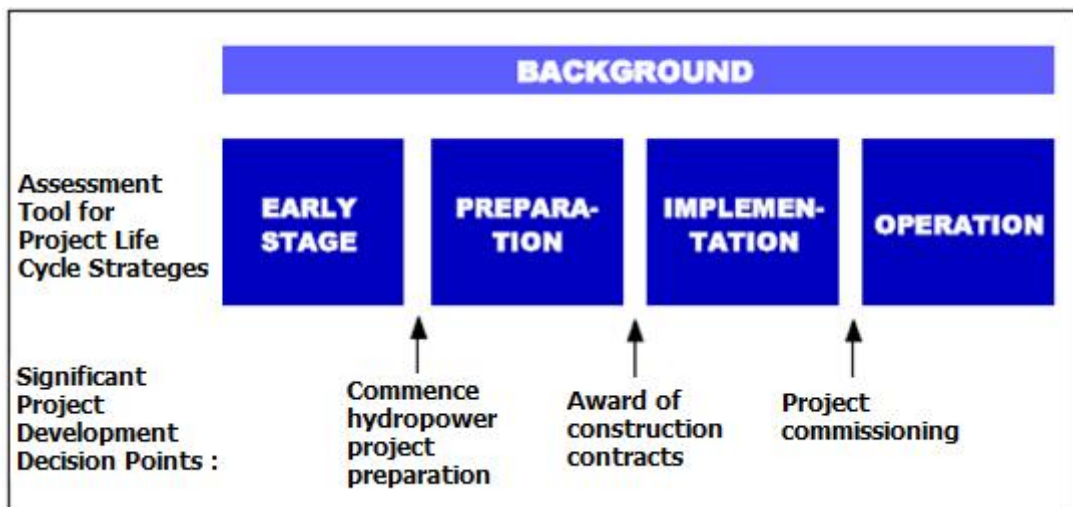 BACKGROUND
Assessment
Tool for
Project Life
Cycle Strateges
EARLY
STAGE
PREPARA-
TION
IMPLEMEN-
TATION
OPERATION
Significant
Project
Development
Decision Points :
Commence
hydropower
project
preparation
Award of
construction
contracts
Project
commissioning